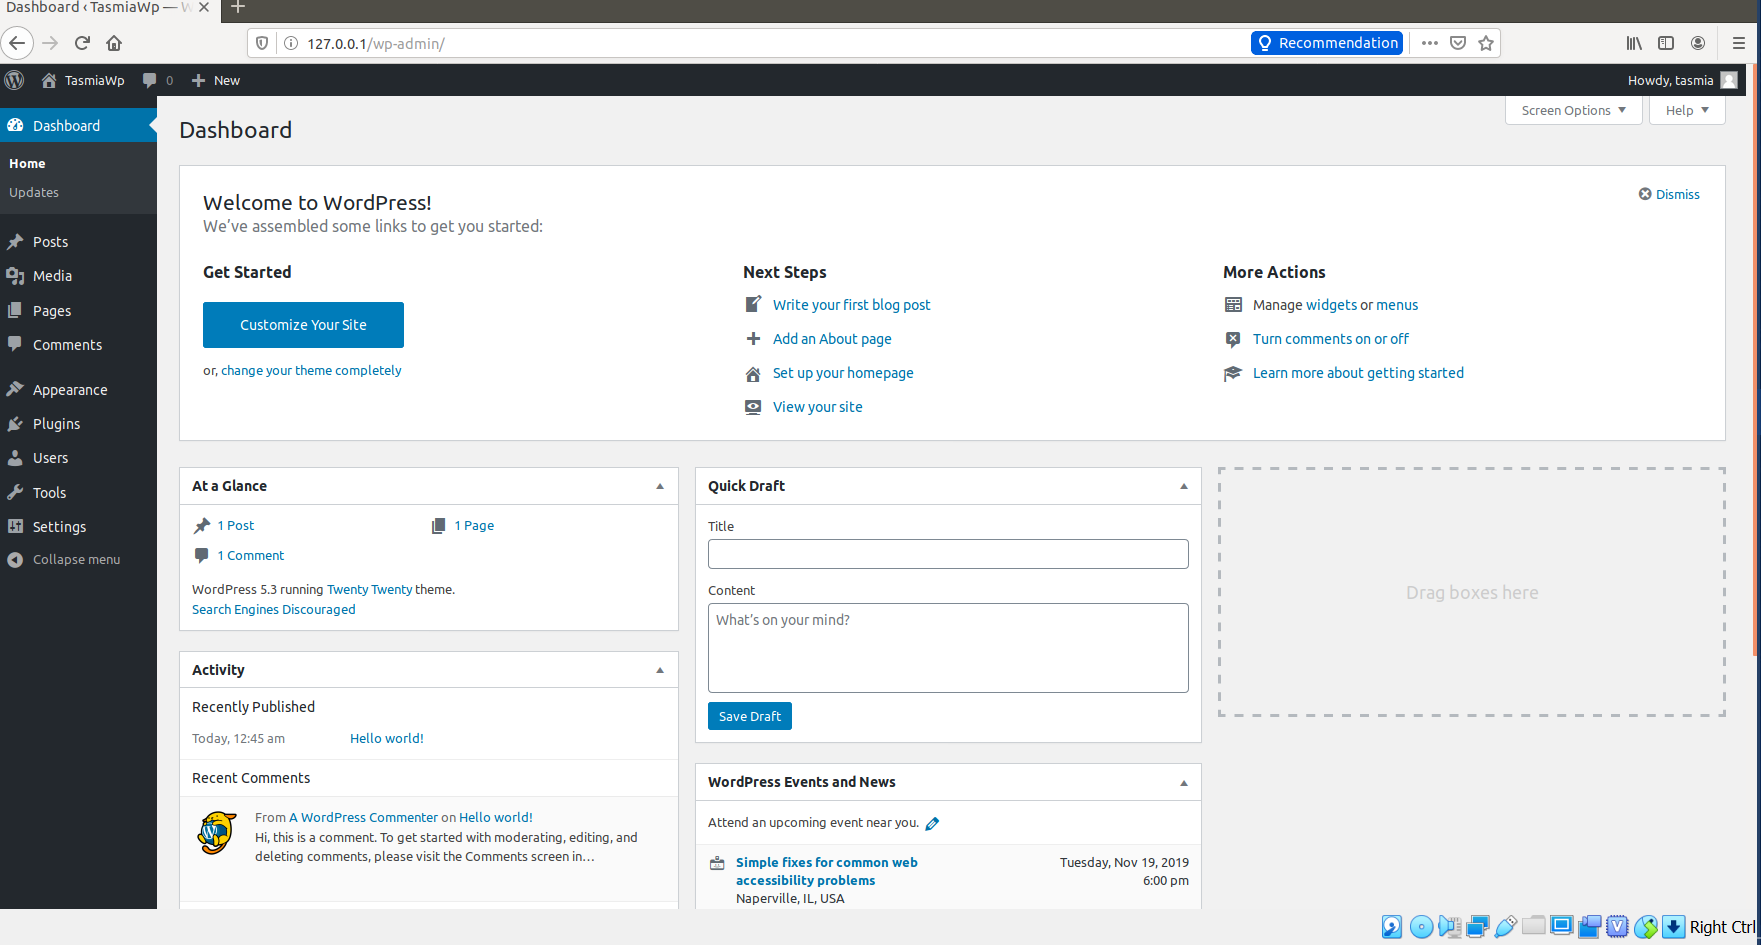 Dashboard ‹ TasmiaWp — W
127.0.0.1/wp-admin/
Recommendation
TasmiaWp
0
New
Howdy, tasmia
Dashboard
Home
Updates
Posts
Media
Pages
Comments
Appearance
Plugins
Users
Tools
Settings
Collapse menu
Dashboard
Screen Options
Help
Welcome to WordPress!
We've assembled some links to get you started:
Dismiss
Get Started
Customize Your Site
or, change your theme completely
Next Steps
Write your first blog post
Add an About page
Set up your homepage
View your site
More Actions
Manage widgets or menus
Turn comments on or off
Learn more about getting started
At a Glance
1 Post
1 Page
1 Comment
WordPress 5.3 running Twenty Twenty theme.
Search Engines Discouraged
Activity
Recently Published
Today, 12:45 am
Hello world!
Recent Comments
From A WordPress Commenter on Hello world!
Hi, this is a comment. To get started with moderating, editing, and
deleting comments, please visit the Comments screen in…
Quick Draft
Title
Content
What's on your mind?
Save Draft
WordPress Events and News
Attend an upcoming event near you.
Simple fixes for common web
accessibility problems
Naperville, IL, USA
Tuesday, Nov 19, 2019
6:00 pm
Drag boxes here
Right Ctrl